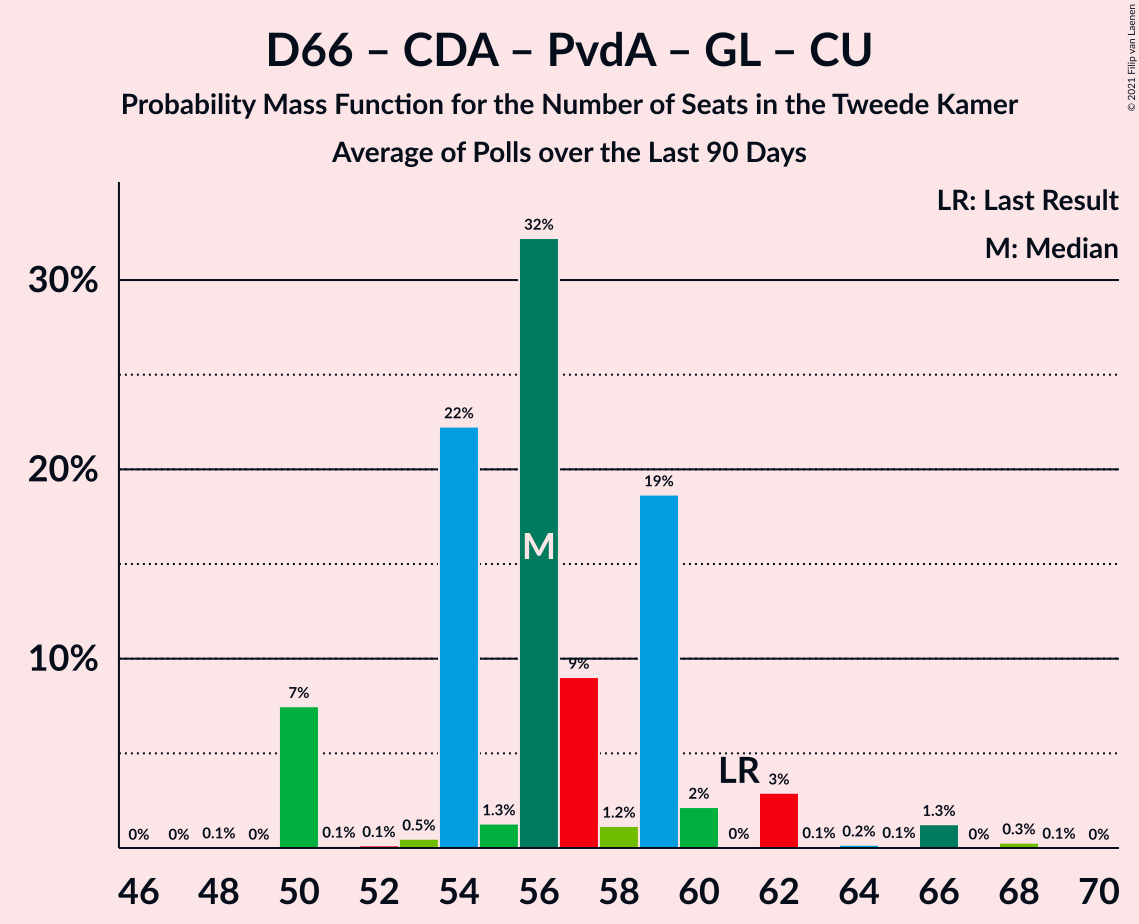 D66 – CDA – PvdA – GL – CU
Probability Mass Function for the Number of Seats in the Tweede Kamer
Average of Polls over the Last 90 Days
© 2021 Filip van Laenen
LR: Last Result
M: Median
30%
20%
10%
0% 0% 0.1% 0% 7% 0.1% 0.1% 0.5% 22% 1.3% 32% 9% 1.2% 19% 2% 0% 3% 0.1% 0.2% 0.1% 1.3% 0% 0.3% 0.1% 0%
M
LR
46 48 50 52 54 56 58 60 62 64 66 68 70